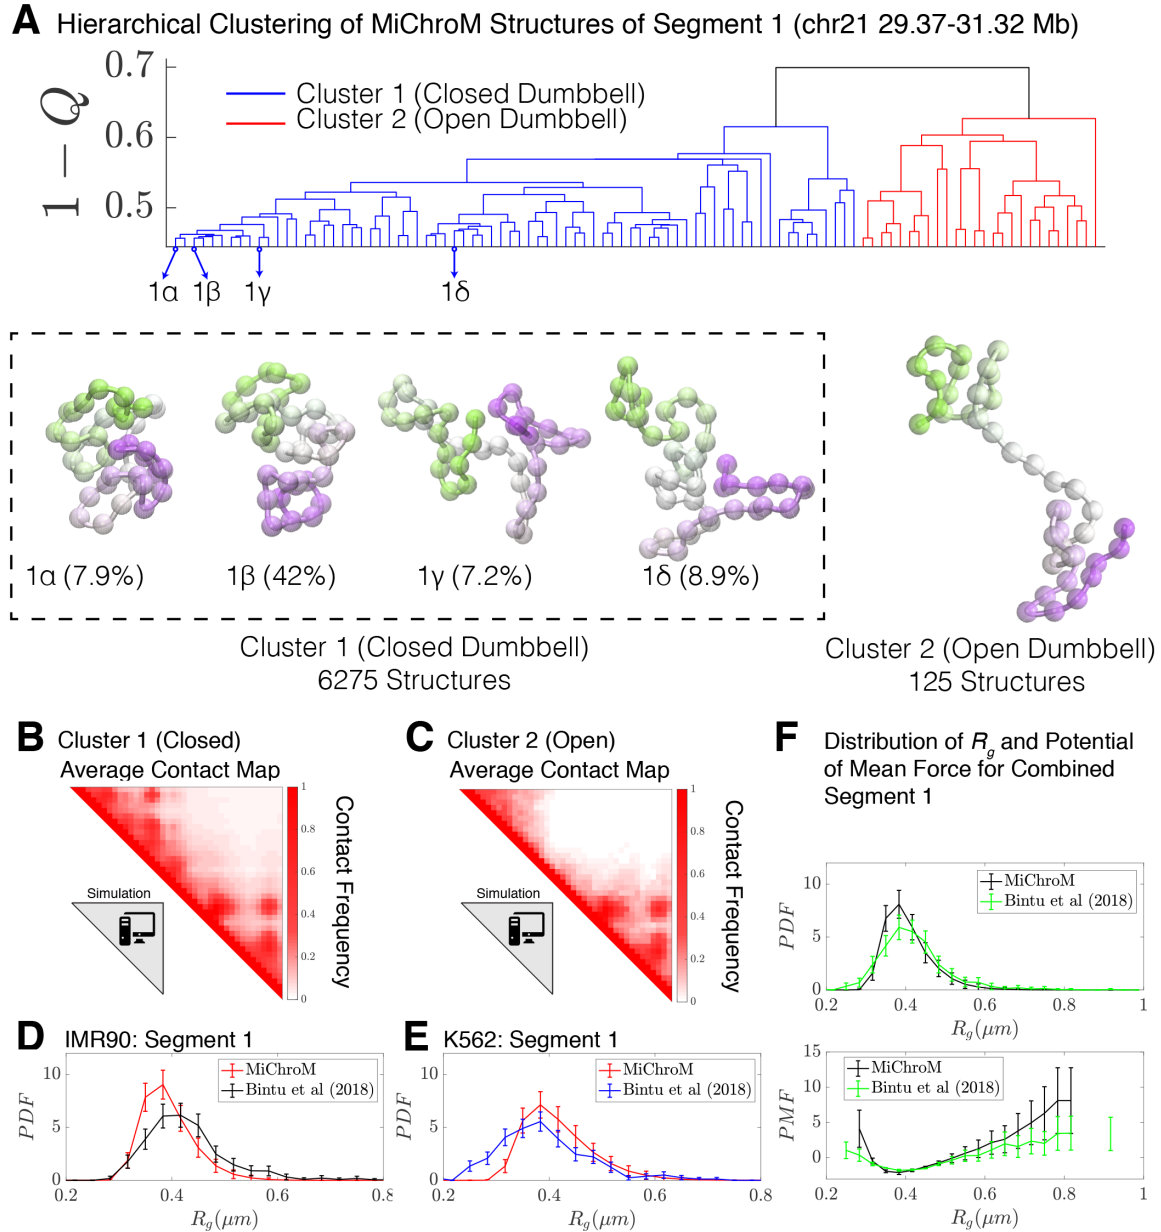 A Hierarchical Clustering of MiChroM Structures of Segment 1 (chr21 29.37-31.32 Mb)
1 − Q
0.7
0.6
0.5
Cluster 1 (Closed Dumbbell)
Cluster 2 (Open Dumbbell)
1α 1β 1γ 1δ
1α (7.9%) 1β (42%) 1γ (7.2%) 1δ (8.9%)
Cluster 1 (Closed Dumbbell)
6275 Structures
Cluster 2 (Open Dumbbell)
125 Structures
B Cluster 1 (Closed)
Average Contact Map
Simulation
1
0.8
0.6
0.4
0.2
0
Contact Frequency
C Cluster 2 (Open)
Average Contact Map
Simulation
1
0.8
0.6
0.4
0.2
0
Contact Frequency
D IMR90: Segment 1
MiChroM
Bintu et al (2018)
PDF
10
5
0
0.2 0.4 0.6 0.8
Rg(μm)
E K562: Segment 1
MiChroM
Bintu et al (2018)
PDF
10
5
0
0.2 0.4 0.6 0.8
Rg(μm)
F Distribution of Rg and Potential
of Mean Force for Combined
Segment 1
MiChroM
Bintu et al (2018)
PDF
10
5
0
0.2 0.4 0.6 0.8 1
Rg(μm)
MiChroM
Bintu et al (2018)
PMF
15
10
5
0
0.2 0.4 0.6 0.8 1
Rg(μm)